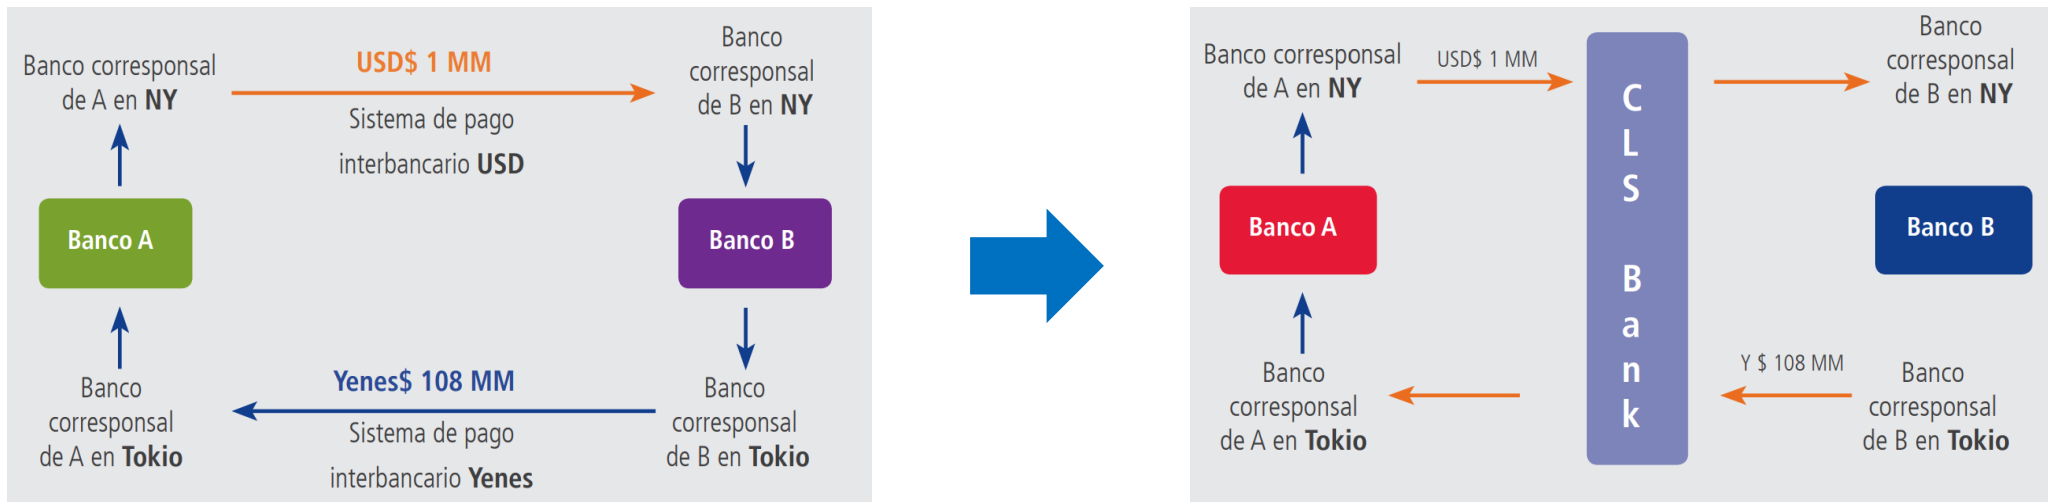 Banco corresponsal
de A en NY
USD$ 1 MM
Sistema de pago
interbancario USD
Banco
corresponsal
de B en NY
Banco A
Banco B
Banco
corresponsal
de A en Tokio
Yenes$ 108 MM
Sistema de pago
interbancario Yenes
Banco
corresponsal
de B en Tokio
Banco corresponsal
de A en NY
USD$ 1 MM
CLS Bank
Banco
corresponsal
de B en NY
Banco A
Banco B
Banco
corresponsal
de A en Tokio
Y $ 108 MM
Banco
corresponsal
de B en Tokio